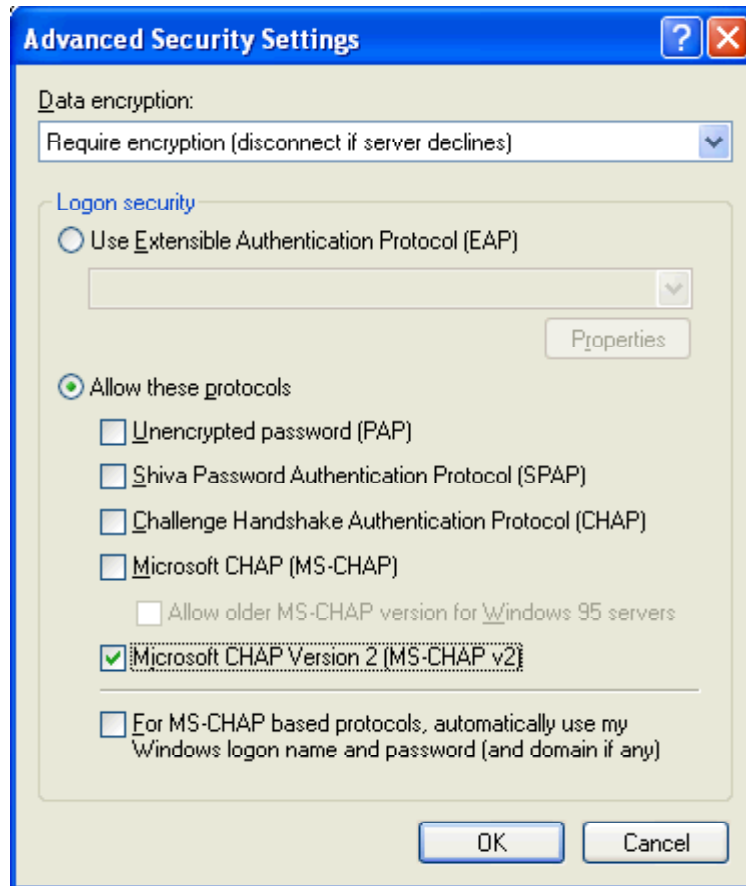 Advanced Security Settings
Data encryption:
Require encryption (disconnect if server declines)
Logon security
Use Extensible Authentication Protocol (EAP)
Properties
Allow these protocols
Unencrypted password (PAP)
Shiva Password Authentication Protocol (SPAP)
Challenge Handshake Authentication Protocol (CHAP)
Microsoft CHAP (MS-CHAP)
Allow older MS-CHAP version for Windows 95 servers
Microsoft CHAP Version 2 (MS-CHAP v2)
For MS-CHAP based protocols, automatically use my
Windows logon name and password (and domain if any)
OK Cancel